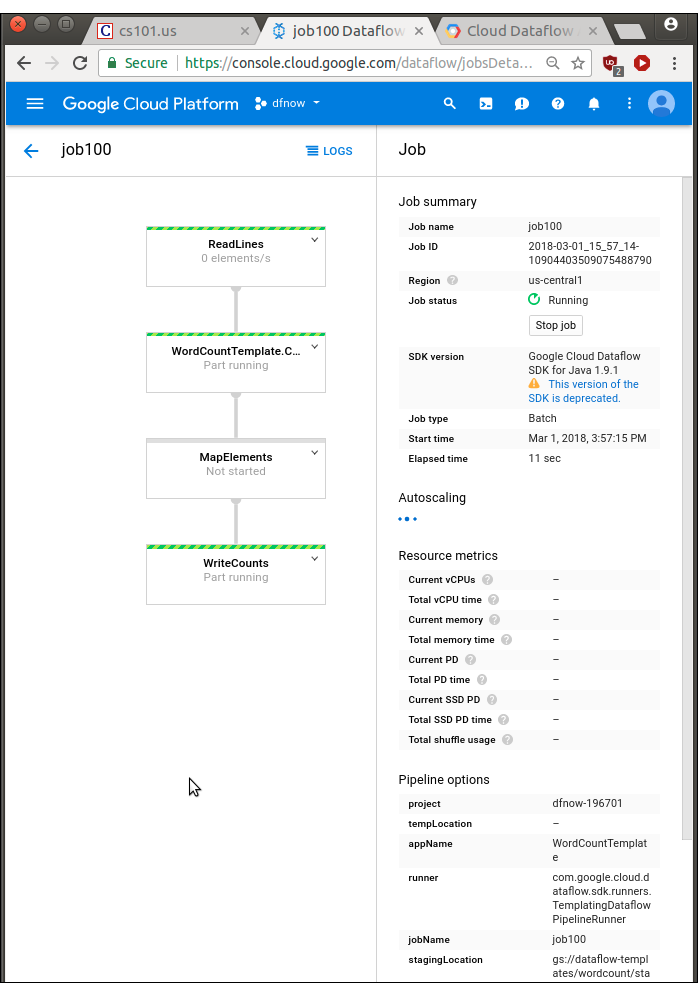 cs101.us
job100 Dataflow
Cloud Dataflow
Secure
https://console.cloud.google.com/dataflow/jobsDeta...
2
Google Cloud Platform
dfnow
job100
LOGS
ReadLines
0 elements/s
WordCountTemplate.C...
Part running
MapElements
Not started
WriteCounts
Part running
Job
Job summary
Job name job100
Job ID 2018-03-01_15_57_14-
10904403509075488790
Region us-central1
Job status Running
Stop job
SDK version Google Cloud Dataflow
SDK for Java 1.9.1
This version of the
SDK is deprecated.
Job type Batch
Start time Mar 1, 2018, 3:57:15 PM
Elapsed time 11 sec
Autoscaling
Resource metrics
Current vCPUs –
Total vCPU time –
Current memory –
Total memory time –
Current PD –
Total PD time –
Current SSD PD –
Total SSD PD time –
Total shuffle usage –
Pipeline options
project dfnow-196701
tempLocation –
appName WordCountTemplat
e
runner com.google.cloud.d
ataflow.sdk.runners.
TemplatingDataflow
PipelineRunner
jobName job100
stagingLocation gs://dataflow-templ
ates/wordcount/sta